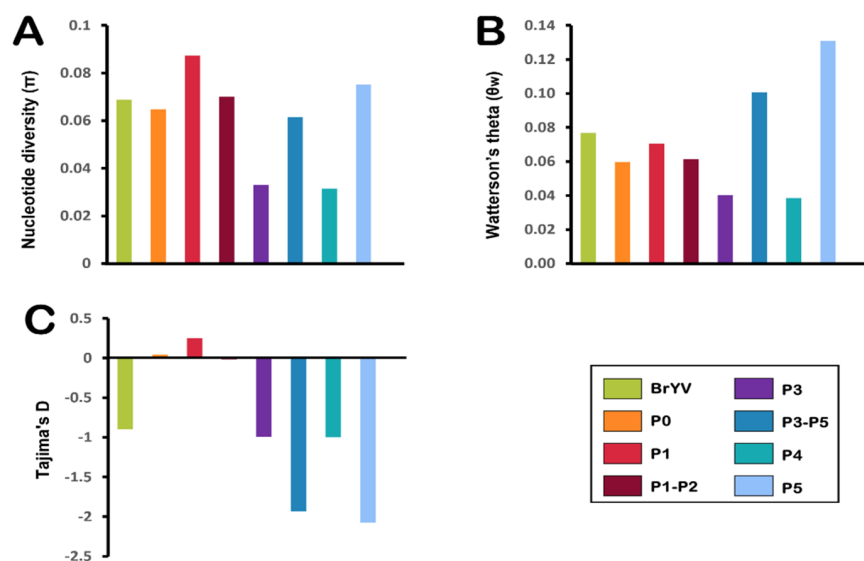 A
Nucleotide diversity (π)
0.1
0.08
0.06
0.04
0.02
0
B
Watterson's theta (θw)
0.14
0.12
0.10
0.08
0.06
0.04
0.02
0.00
C
Tajima's D
0.5
0
-0.5
-1
-1.5
-2
-2.5
BrYV
P0
P1
P1-P2
P3
P3-P5
P4
P5